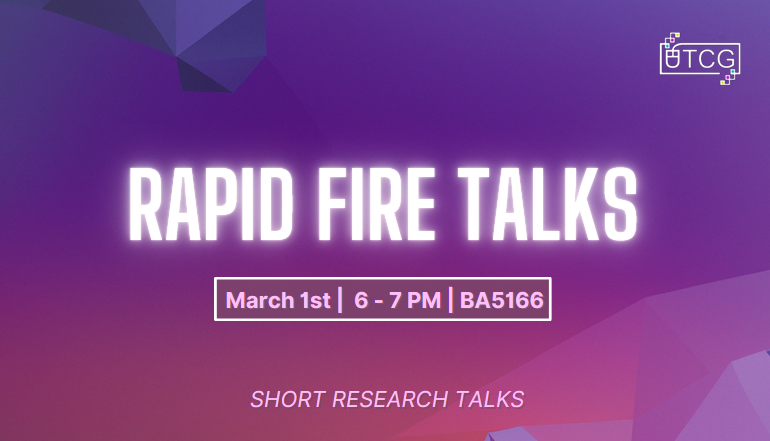 UTCG
RAPID FIRE TALKS
March 1st | 6 - 7 PM | BA5166
SHORT RESEARCH TALKS